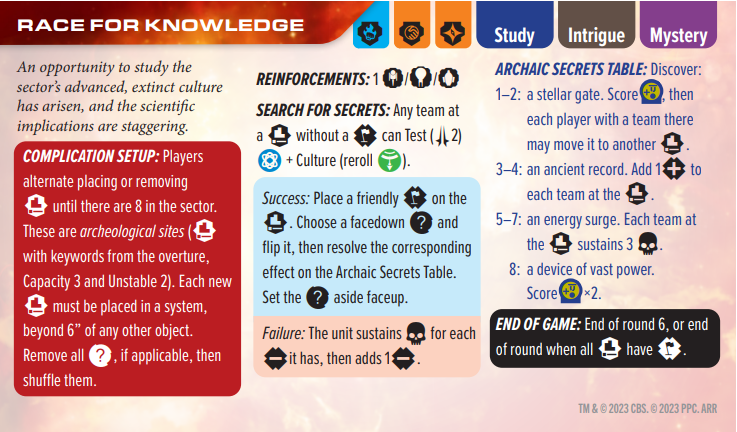 RACE FOR KNOWLEDGE
Study
Intrigue
Mystery
An opportunity to study the
sector's advanced, extinct culture
has arisen, and the scientific
implications are staggering.
COMPLICATION SETUP: Players
alternate placing or removing
until there are 8 in the sector.
These are archeological sites (
with keywords from the overture,
Capacity 3 and Unstable 2). Each new
must be placed in a system,
beyond 6" of any other object.
Remove all ?, if applicable, then
shuffle them.
REINFORCEMENTS: 1 / /
SEARCH FOR SECRETS: Any team at
a without a can Test ( 2)
+ Culture (reroll ).
Success: Place a friendly on the
. Choose a facedown ? and
flip it, then resolve the corresponding
effect on the Archaic Secrets Table.
Set the ? aside faceup.
Failure: The unit sustains for each
it has, then adds 1 .
ARCHAIC SECRETS TABLE: Discover:
1–2: a stellar gate. Score , then
each player with a team there
may move it to another .
3–4: an ancient record. Add 1 to
each team at the .
5–7: an energy surge. Each team at
the sustains 3 .
8: a device of vast power.
Score ×2.
END OF GAME: End of round 6, or end
of round when all have .
TM & © 2023 CBS. © 2023 PPC. ARR